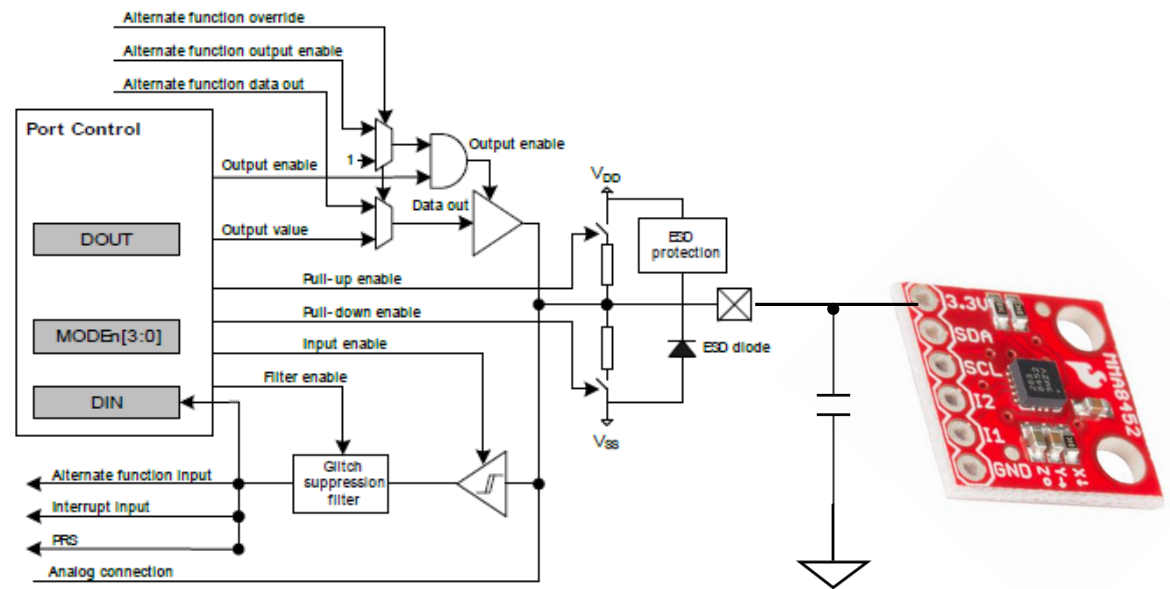 Alternate function override
Alternate function output enable
Alternate function data out
Port Control
1
Output enable
Output enable
Data out
Output value
DOUT
Pull-up enable
Pull-down enable
MODEn[3:0]
Input enable
Filter enable
DIN
VDD
ESD
protection
ESD diode
VSS
Alternate function input
Interrupt input
PRS
Analog connection
Glitch
suppression
filter
3.3V
SDA
SCL
I2
I1
GND
MMA8452
Z
Y
X